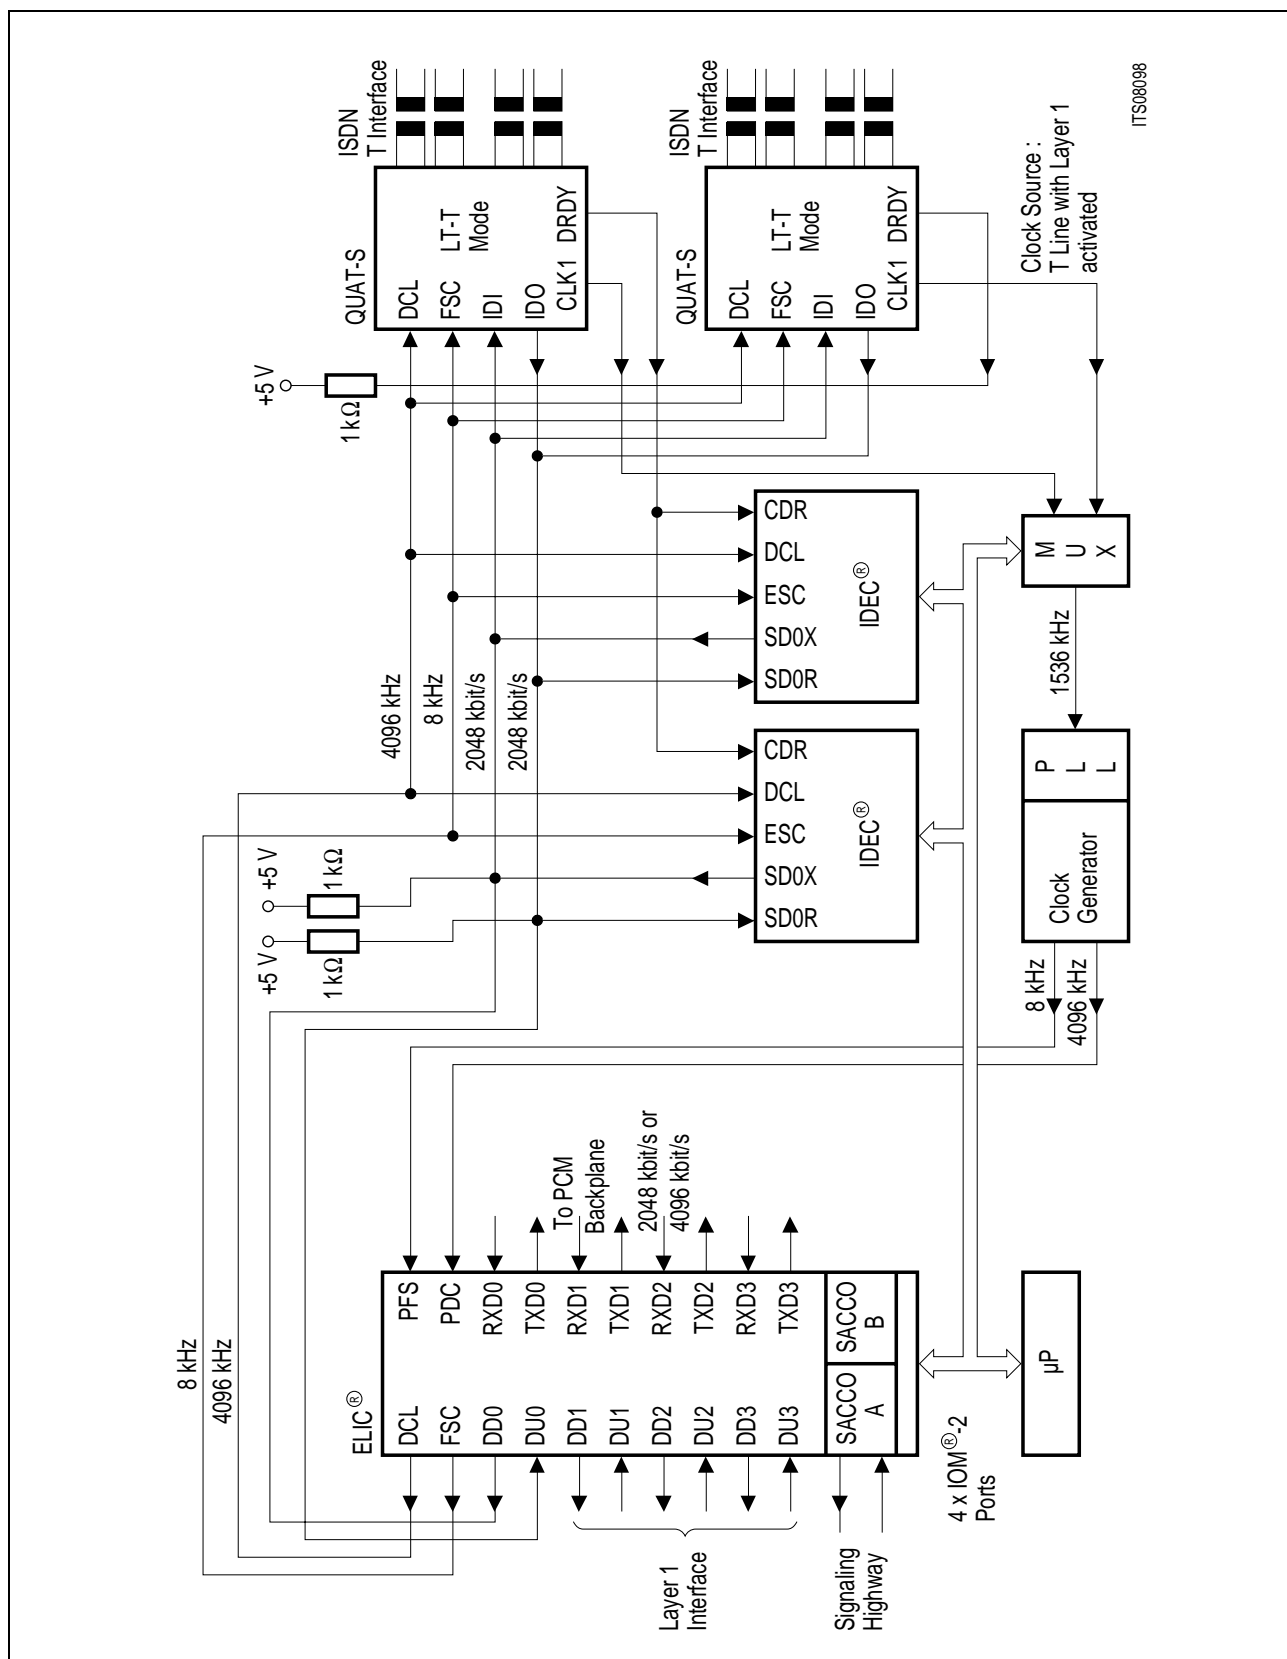 ISDN
T Interface
QUAT-S
LT-T
Mode
DCL
FSC
IDI
IDO
CLK1
DRDY
ISDN
T Interface
QUAT-S
LT-T
Mode
DCL
FSC
IDI
IDO
CLK1
DRDY
ITS08098
Clock Source :
T Line with Layer 1
activated
+5 V
1 kΩ
CDR
DCL
ESC
SD0X
SD0R
IDEC®
M
U
X
1536 kHz
4096 kHz
8 kHz
2048 kbit/s
2048 kbit/s
CDR
DCL
ESC
SD0X
SD0R
IDEC®
P
L
L
Clock
Generator
8 kHz
4096 kHz
+5 V
1 kΩ
+5 V
1 kΩ
To PCM
Backplane
2048 kbit/s or
4096 kbit/s
8 kHz
4096 kHz
ELIC®
PFS
PDC
RXD0
TXD0
RXD1
TXD1
RXD2
TXD2
RXD3
TXD3
DCL
FSC
DD0
DU0
DD1
DU1
DD2
DU2
DD3
DU3
SACCO
B
SACCO
A
µP
4 x IOM®-2
Ports
Layer 1
Interface
Signaling
Highway